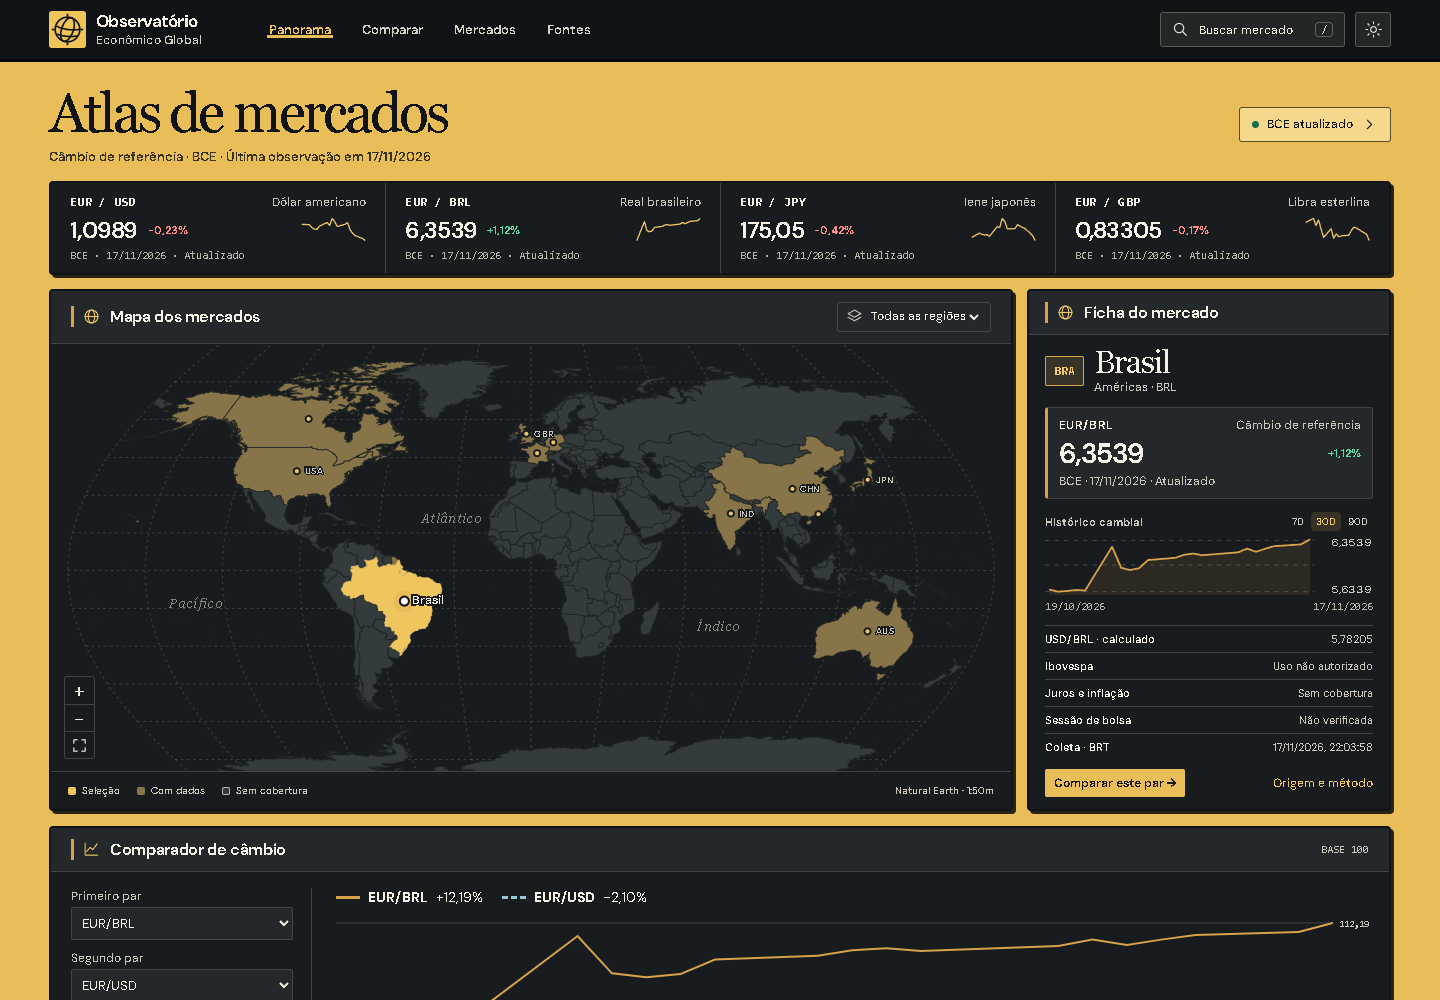 Observatório
Econômico Global
Panorama
Comparar
Mercados
Fontes
Buscar mercado
/
Atlas de mercados
Câmbio de referência · BCE · Última observação em 17/11/2026
BCE atualizado
EUR / USD
Dólar americano
1,0989 -0,23%
BCE · 17/11/2026 · Atualizado
EUR / BRL
Real brasileiro
6,3539 +1,12%
BCE · 17/11/2026 · Atualizado
EUR / JPY
Iene japonês
175,05 -0,42%
BCE · 17/11/2026 · Atualizado
EUR / GBP
Libra esterlina
0,83305 -0,17%
BCE · 17/11/2026 · Atualizado
Mapa dos mercados
Todas as regiões
GBR
USA
CHN
JPN
IND
Atlântico
Pacífico
Brasil
Índico
AUS
+
−
Seleção
Com dados
Sem cobertura
Natural Earth · 1:50m
Ficha do mercado
BRA
Brasil
Américas · BRL
EUR/BRL
Câmbio de referência
6,3539
+1,12%
BCE · 17/11/2026 · Atualizado
Histórico cambial
7D 30D 90D
6,3539
5,6339
19/10/2026
17/11/2026
USD/BRL · calculado
5,78205
Ibovespa
Uso não autorizado
Juros e inflação
Sem cobertura
Sessão de bolsa
Não verificada
Coleta · BRT
17/11/2026, 22:03:58
Comparar este par →
Origem e método
Comparador de câmbio
BASE 100
Primeiro par
EUR/BRL
Segundo par
EUR/USD
EUR/BRL +12,19%
EUR/USD −2,10%
112,19